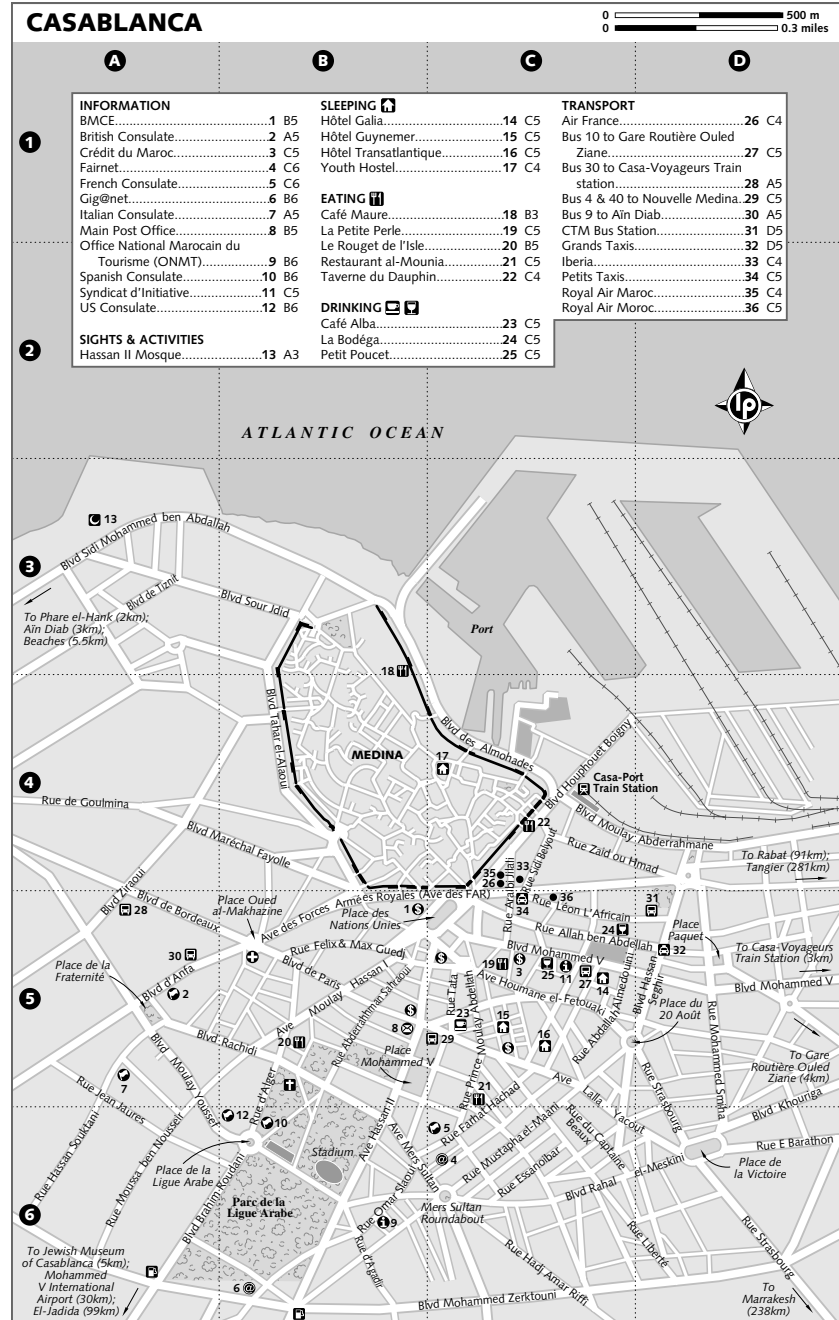 CASABLANCA
0 500 m
0 0.3 miles
A B C D
1
INFORMATION
BMCE 1 B5
British Consulate 2 A5
Crédit du Maroc 3 C5
Fairnet 4 C6
French Consulate 5 C6
Gig@net 6 B6
Italian Consulate 7 A5
Main Post Office 8 B5
Office National Marocain du
Tourisme (ONMT) 9 B6
Spanish Consulate 10 B6
Syndicat d'Initiative 11 C5
US Consulate 12 B6
SIGHTS & ACTIVITIES
Hassan II Mosque 13 A3
SLEEPING
Hôtel Galia 14 C5
Hôtel Guynemer 15 C5
Hôtel Transatlantique 16 C5
Youth Hostel 17 C4
EATING
Café Maure 18 B3
La Petite Perle 19 C5
Le Rouget de l'Isle 20 B5
Restaurant al-Mounia 21 C5
Taverne du Dauphin 22 C4
DRINKING
Café Alba 23 C5
La Bodéga 24 C5
Petit Poucet 25 C5
TRANSPORT
Air France 26 C4
Bus 10 to Gare Routière Ouled
Ziane 27 C5
Bus 30 to Casa-Voyageurs Train
station 28 A5
Bus 4 & 40 to Nouvelle Medina 29 C5
Bus 9 to Aïn Diab 30 A5
CTM Bus Station 31 D5
Grands Taxis 32 D5
Iberia 33 C4
Petits Taxis 34 C5
Royal Air Maroc 35 C4
Royal Air Moroc 36 C5
2
lp
ATLANTIC OCEAN
13
Blvd Sidi Mohammed ben Abdallah
3
Blvd de Tiznit
Blvd Sour Jdid
To Phare el-Hank (2km);
Aïn Diab (3km);
Beaches (5.5km)
Port
18
Blvd Tahar el-Alaoui
Blvd des Almohades
MEDINA
17
4
Blvd Houphouet Boigny
Casa-Port
Train Station
Rue de Goulmina
22
Blvd Moulay Abderrahmane
Blvd Maréchal Fayolle
Rue Zaïd ou Hmad
Rue Sidi Belyout
Rue Araibi Jilali
To Rabat (91km);
Tangier (281km)
33
35
26
36
34
31
Blvd Ziraoui
Blvd de Bordeaux
28
Place Oued
al-Makhazine
Ave des Forces Armées Royales (Ave des FAR)
Place des
Nations Unies
1
Rue Léon L'Africain
Rue Allah ben Abdellah
24
32
Place
Paquet
To Casa-Voyageurs
Train Station (3km)
30
Rue Felix & Max Guedj
Blvd de Paris
Ave Moulay Hassan I
Blvd Mohammed V
19
3
25
11
27
14
Blvd Mohammed V
Place de la
Fraternité
Blvd d'Anfa
2
5
Rue Abderrahhman Sahraoui
Rue Tata
Rue Prince Moulay Abdellah
Ave Houmane el-Fetouaki
Rue Abdallah Almedouini
Blvd Hassan
Seghir
Place du
20 Août
Rue Mohammed Smiha
Blvd Rachidi
20
8
23
29
15
16
Place
Mohammed V
To Gare
Routière Ouled
Ziane (4km)
Blvd Moulay Youssef
7
Rue d'Alger
21
Ave Lalla Yacout
Rue Strasbourg
Blvd Khouriga
Rue Jean Jaures
12
10
Ave Hassan II
Ave Mers Sultan
5
Rue Farhat Hachad
Rue Mustapha el-Maani
Rue du Captaine
Beaux
Rue E Barathon
Rue Hassan Souktani
Rue Moussa ben Nousseir
Place de la
Ligue Arabe
Blvd Brahim Roudani
Stadium
4
Rue Essanolbar
Blvd Rahal el-Meskini
Place de
la Victoire
Parc de la
Ligue Arabe
6
Rue Omar Slaoui
9
Mers Sultan
Roundabout
Rue d'Agadir
Rue Hadj Amar Riffi
Rue Liberté
Rue Strasbourg
To Jewish Museum
of Casablanca (5km);
Mohammed
V International
Airport (30km);
El-Jadida (99km)
6
Blvd Mohammed Zerktouni
To
Marrakesh
(238km)